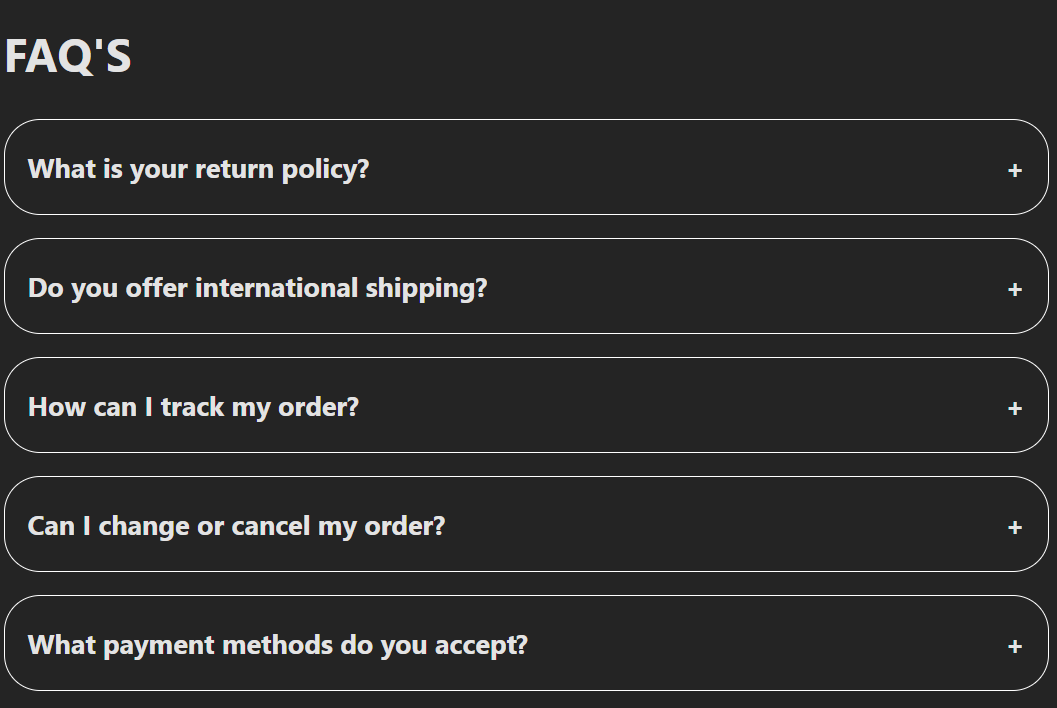 FAQ'S
What is your return policy? +
Do you offer international shipping? +
How can I track my order? +
Can I change or cancel my order? +
What payment methods do you accept? +